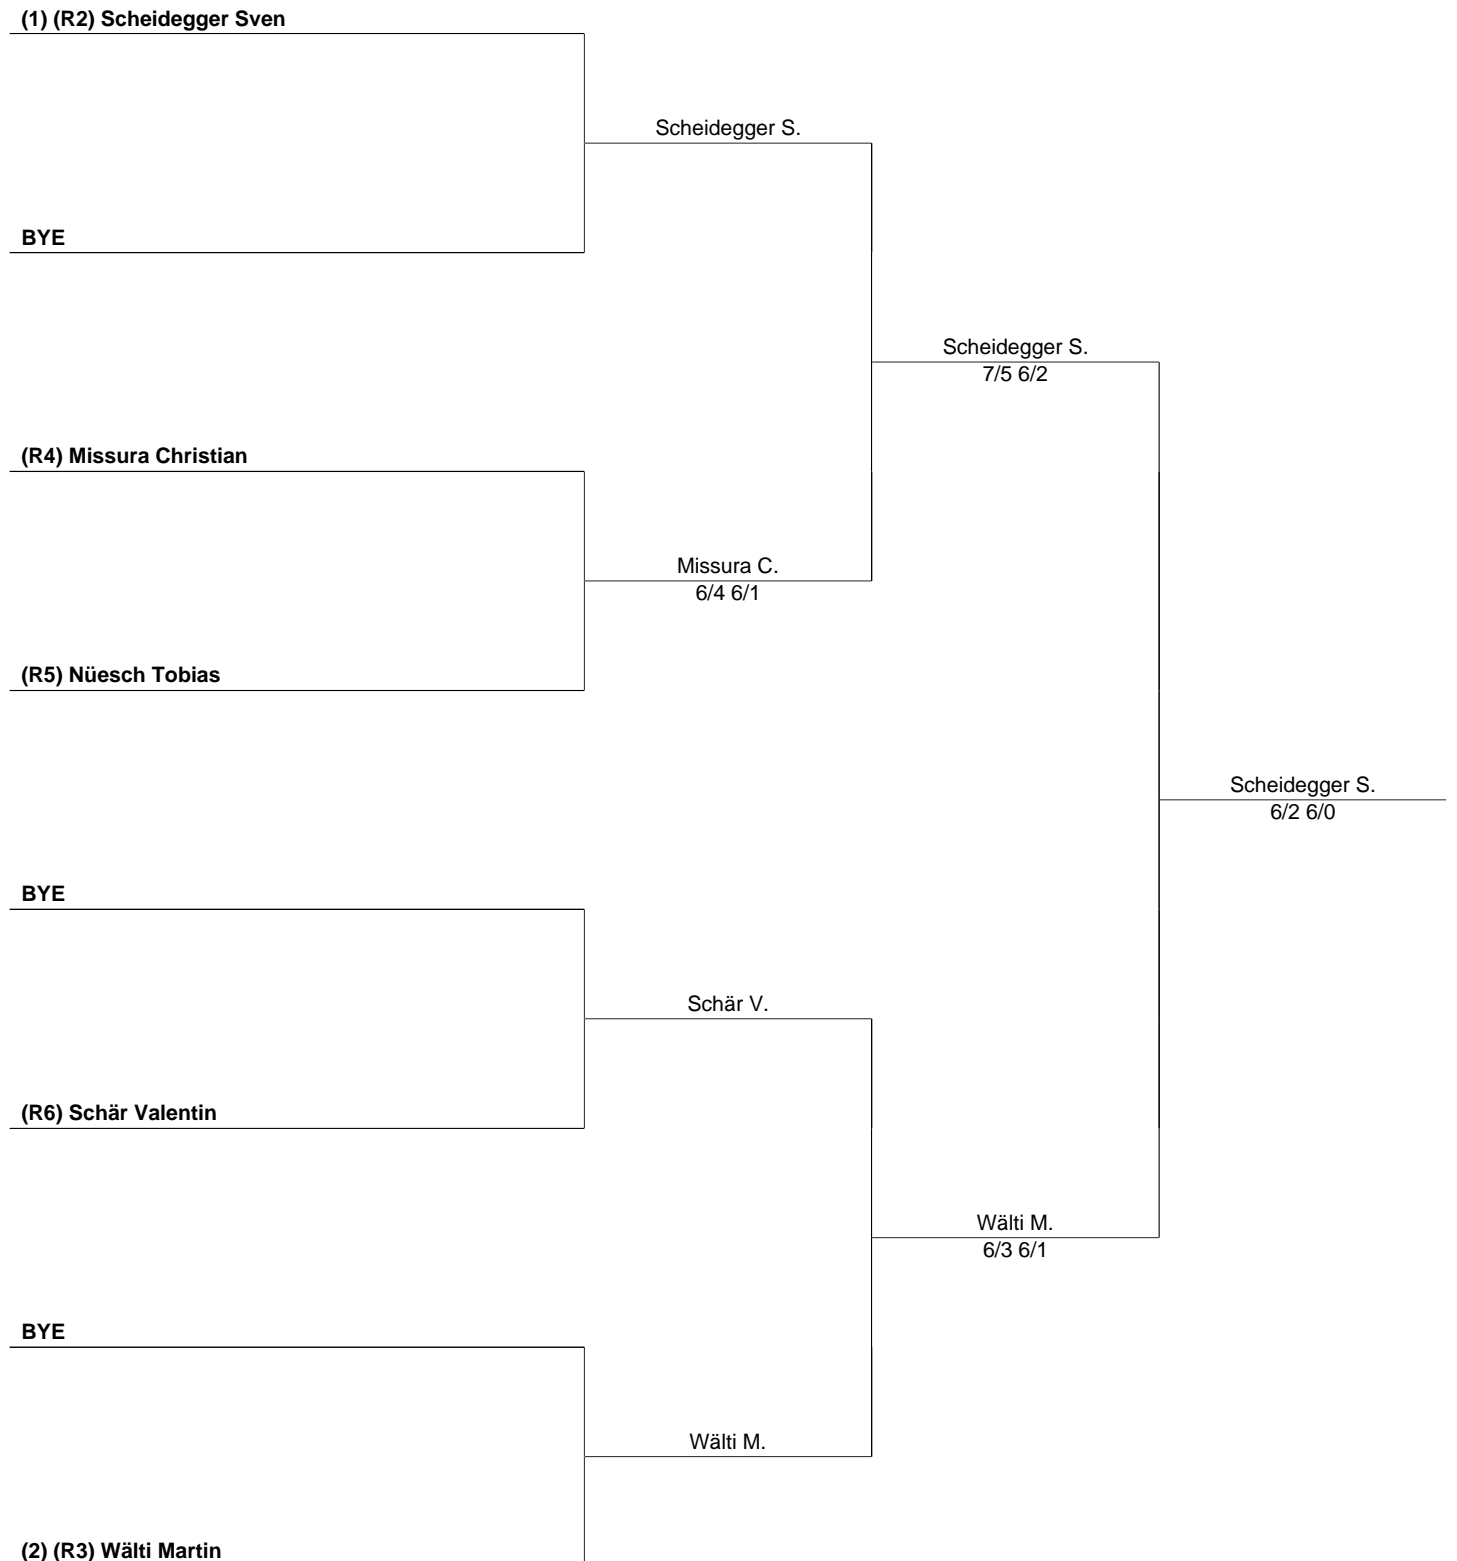 (1) (R2) Scheidegger Sven
Scheidegger S.
BYE
Scheidegger S.
7/5 6/2
(R4) Missura Christian
Missura C.
6/4 6/1
(R5) Nüesch Tobias
Scheidegger S.
6/2 6/0
BYE
Schär V.
(R6) Schär Valentin
Wälti M.
6/3 6/1
BYE
Wälti M.
(2) (R3) Wälti Martin